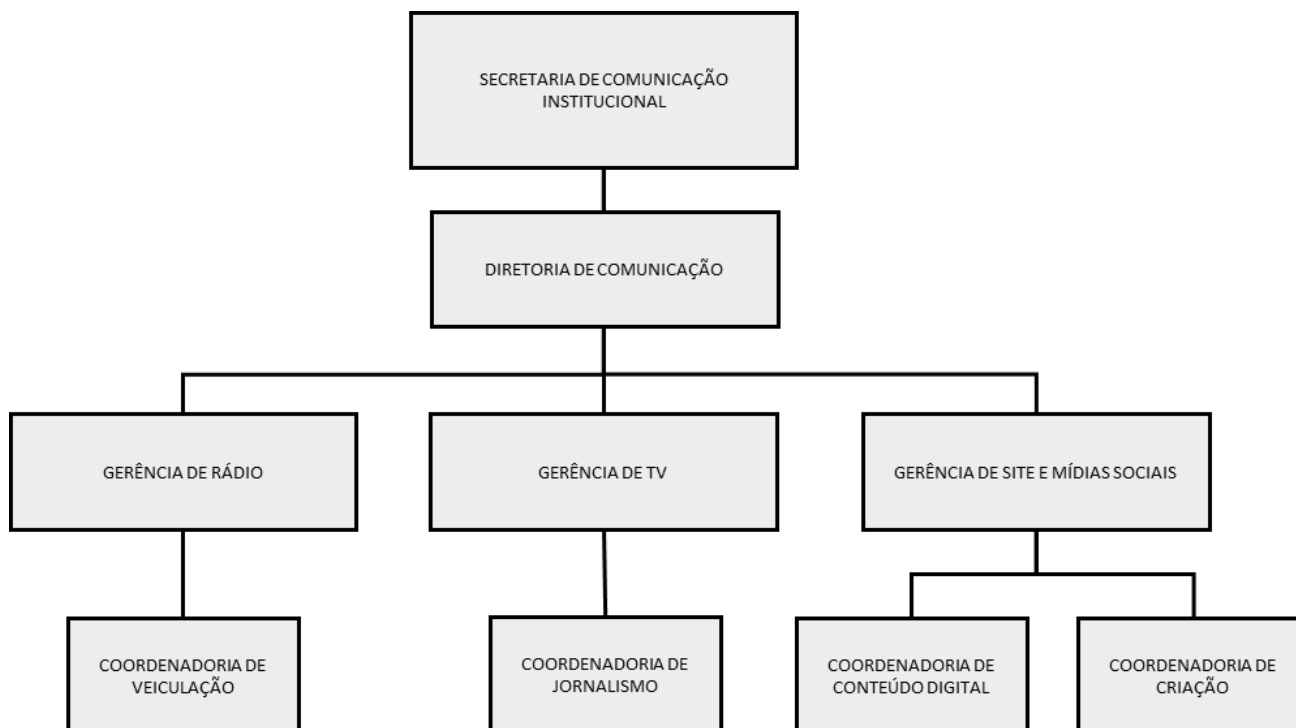 SECRETARIA DE COMUNICAÇÃO
INSTITUCIONAL
DIRETORIA DE COMUNICAÇÃO
GERÊNCIA DE RÁDIO
GERÊNCIA DE TV
GERÊNCIA DE SITE E MÍDIAS SOCIAIS
COORDENADORIA DE
VEICULAÇÃO
COORDENADORIA DE
JORNALISMO
COORDENADORIA DE
CONTEÚDO DIGITAL
COORDENADORIA DE
CRIAÇÃO